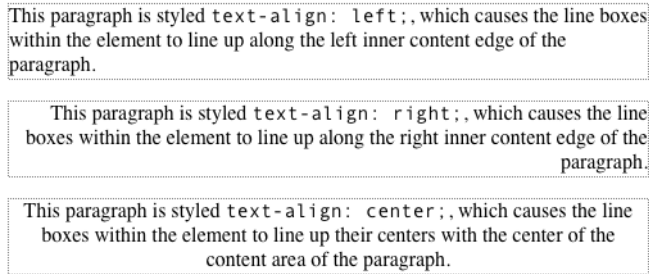 This paragraph is styled text-align: left;, which causes the line boxes
within the element to line up along the left inner content edge of the
paragraph.
This paragraph is styled text-align: right;, which causes the line
boxes within the element to line up along the right inner content edge of the
paragraph.
This paragraph is styled text-align: center;, which causes the line
boxes within the element to line up their centers with the center of the
content area of the paragraph.